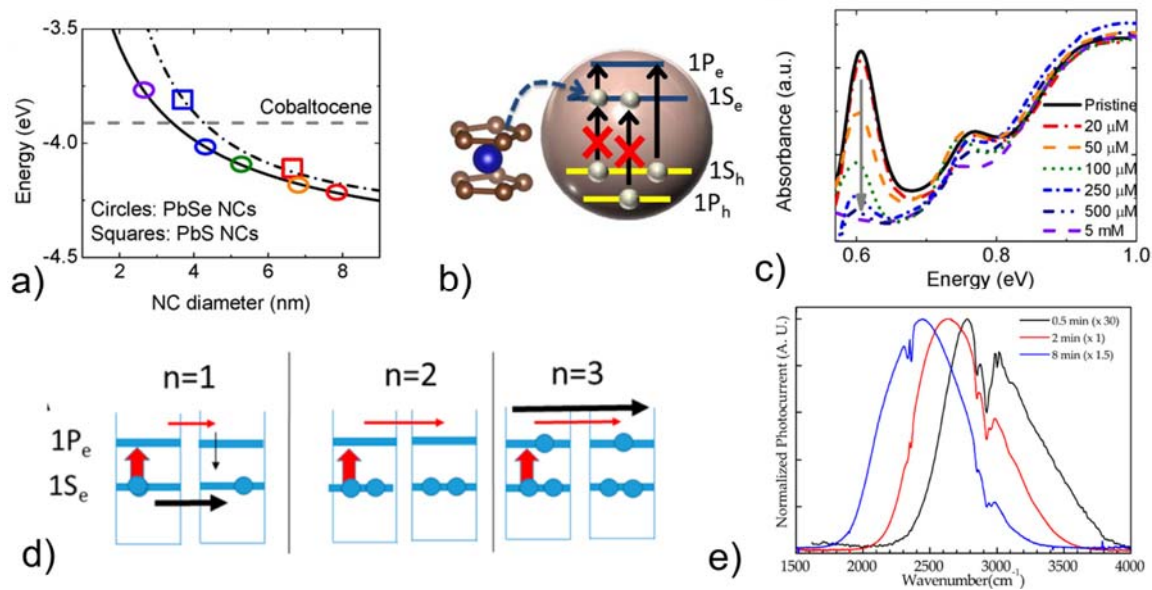 -3.5
-4.0
-4.5
Energy (eV)
Cobaltocene
Circles: PbSe NCs
Squares: PbS NCs
2
4
6
8
NC diameter (nm)
a)
1Pₑ
1Sₑ
1Sₕ
1Pₕ
b)
c)
Absorbance (a.u.)
Pristine
20 µM
50 µM
100 µM
250 µM
500 µM
5 mM
0.6
0.8
1.0
Energy (eV)
n=1
n=2
n=3
1Pₑ
1Sₑ
d)
Normalized Photocurrent (A. U.)
0.5 min (x 30)
2 min (x 1)
8 min (x 1.5)
1500
2000
2500
3000
3500
4000
Wavenumber(cm⁻¹)
e)